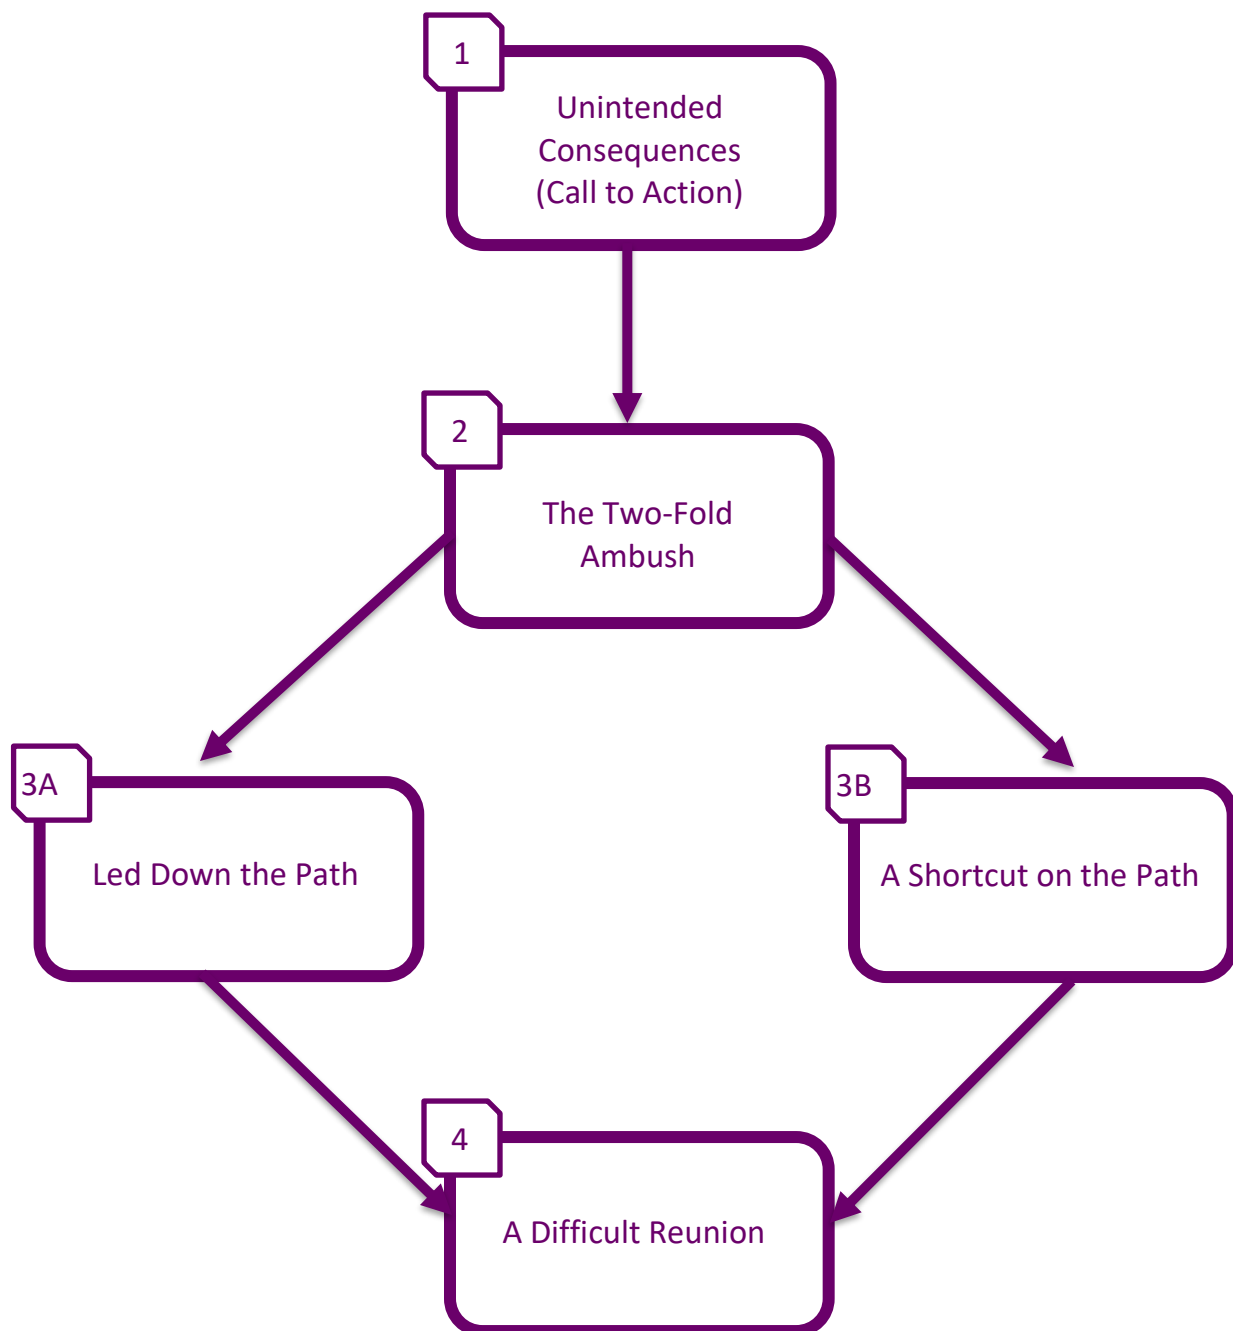 1
Unintended
Consequences
(Call to Action)
2
The Two-Fold
Ambush
3A
Led Down the Path
3B
A Shortcut on the Path
4
A Difficult Reunion